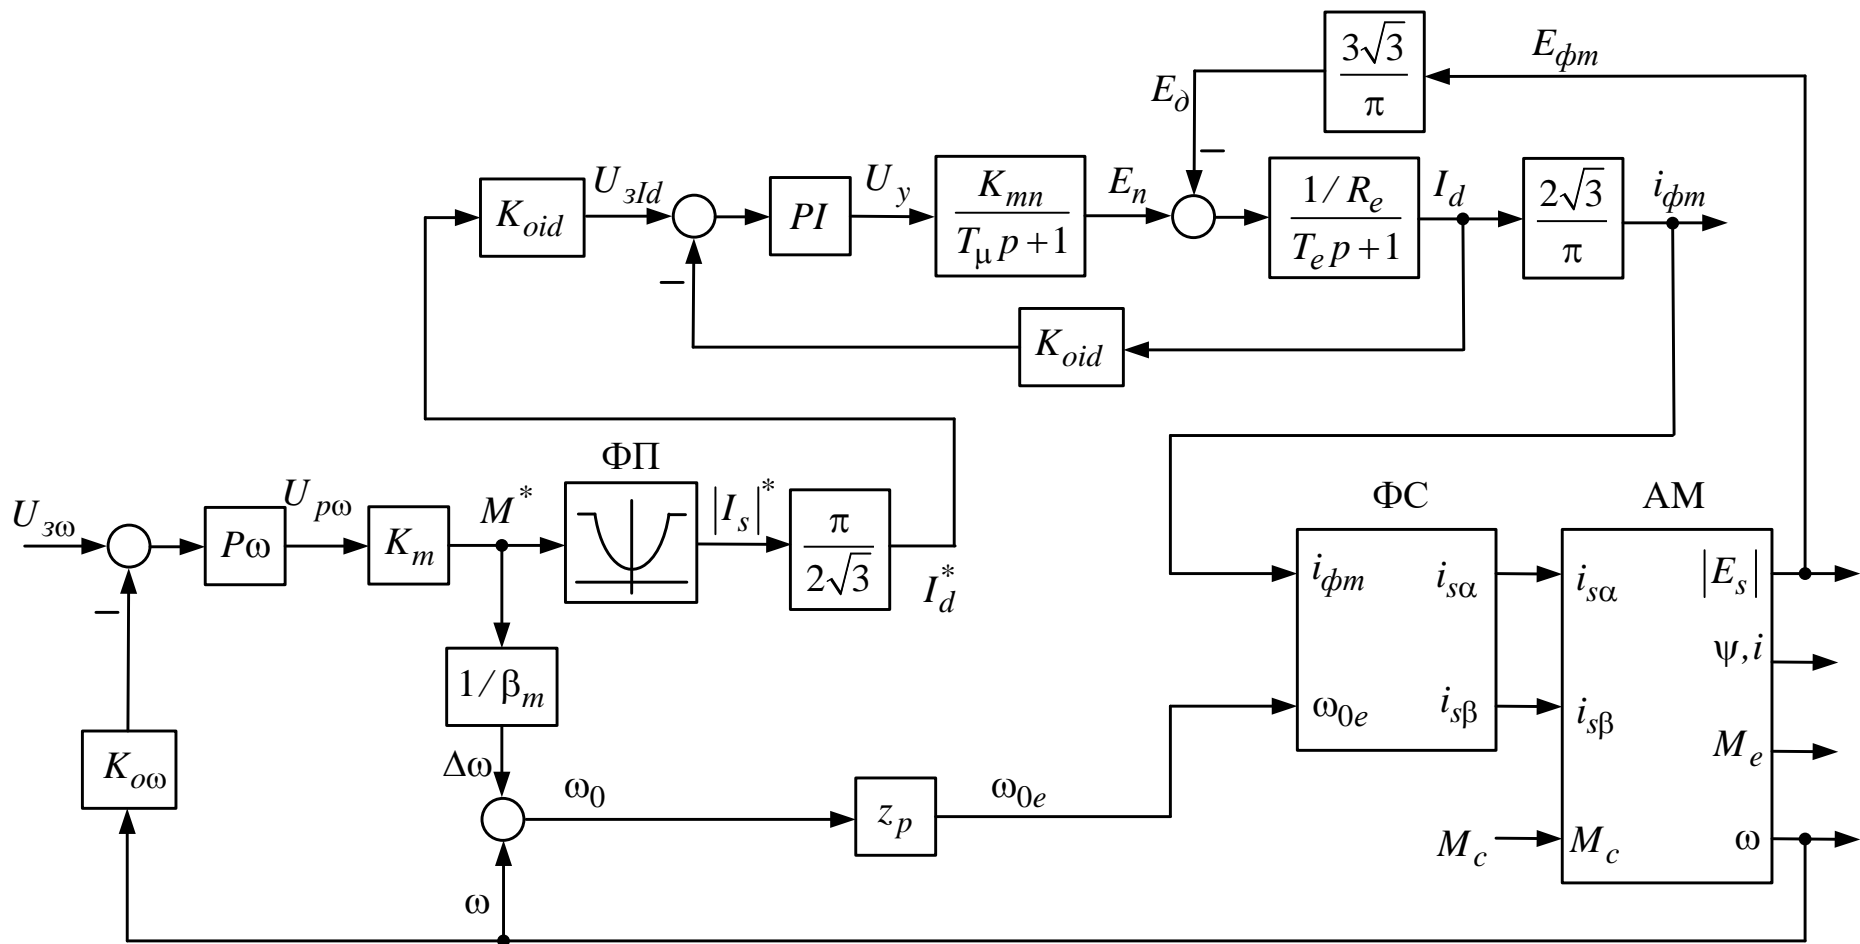 3√3
π
E_фm
E_д
−
K_oid
U_зId
PI
U_y
K_mn
T_μ p + 1
E_n
1 / R_e
T_e p + 1
I_d
2√3
π
i_фm
−
K_oid
ФП
U_зω
Pω
U_pω
K_m
M^*
|I_s|^*
π
2√3
I_d^*
−
1 / β_m
K_oω
Δω
ω_0
z_p
ω_0e
ω
ФС
i_фm
i_sα
ω_0e
i_sβ
АМ
i_sα
|E_s|
ψ, i
i_sβ
M_e
M_c
M_c
ω